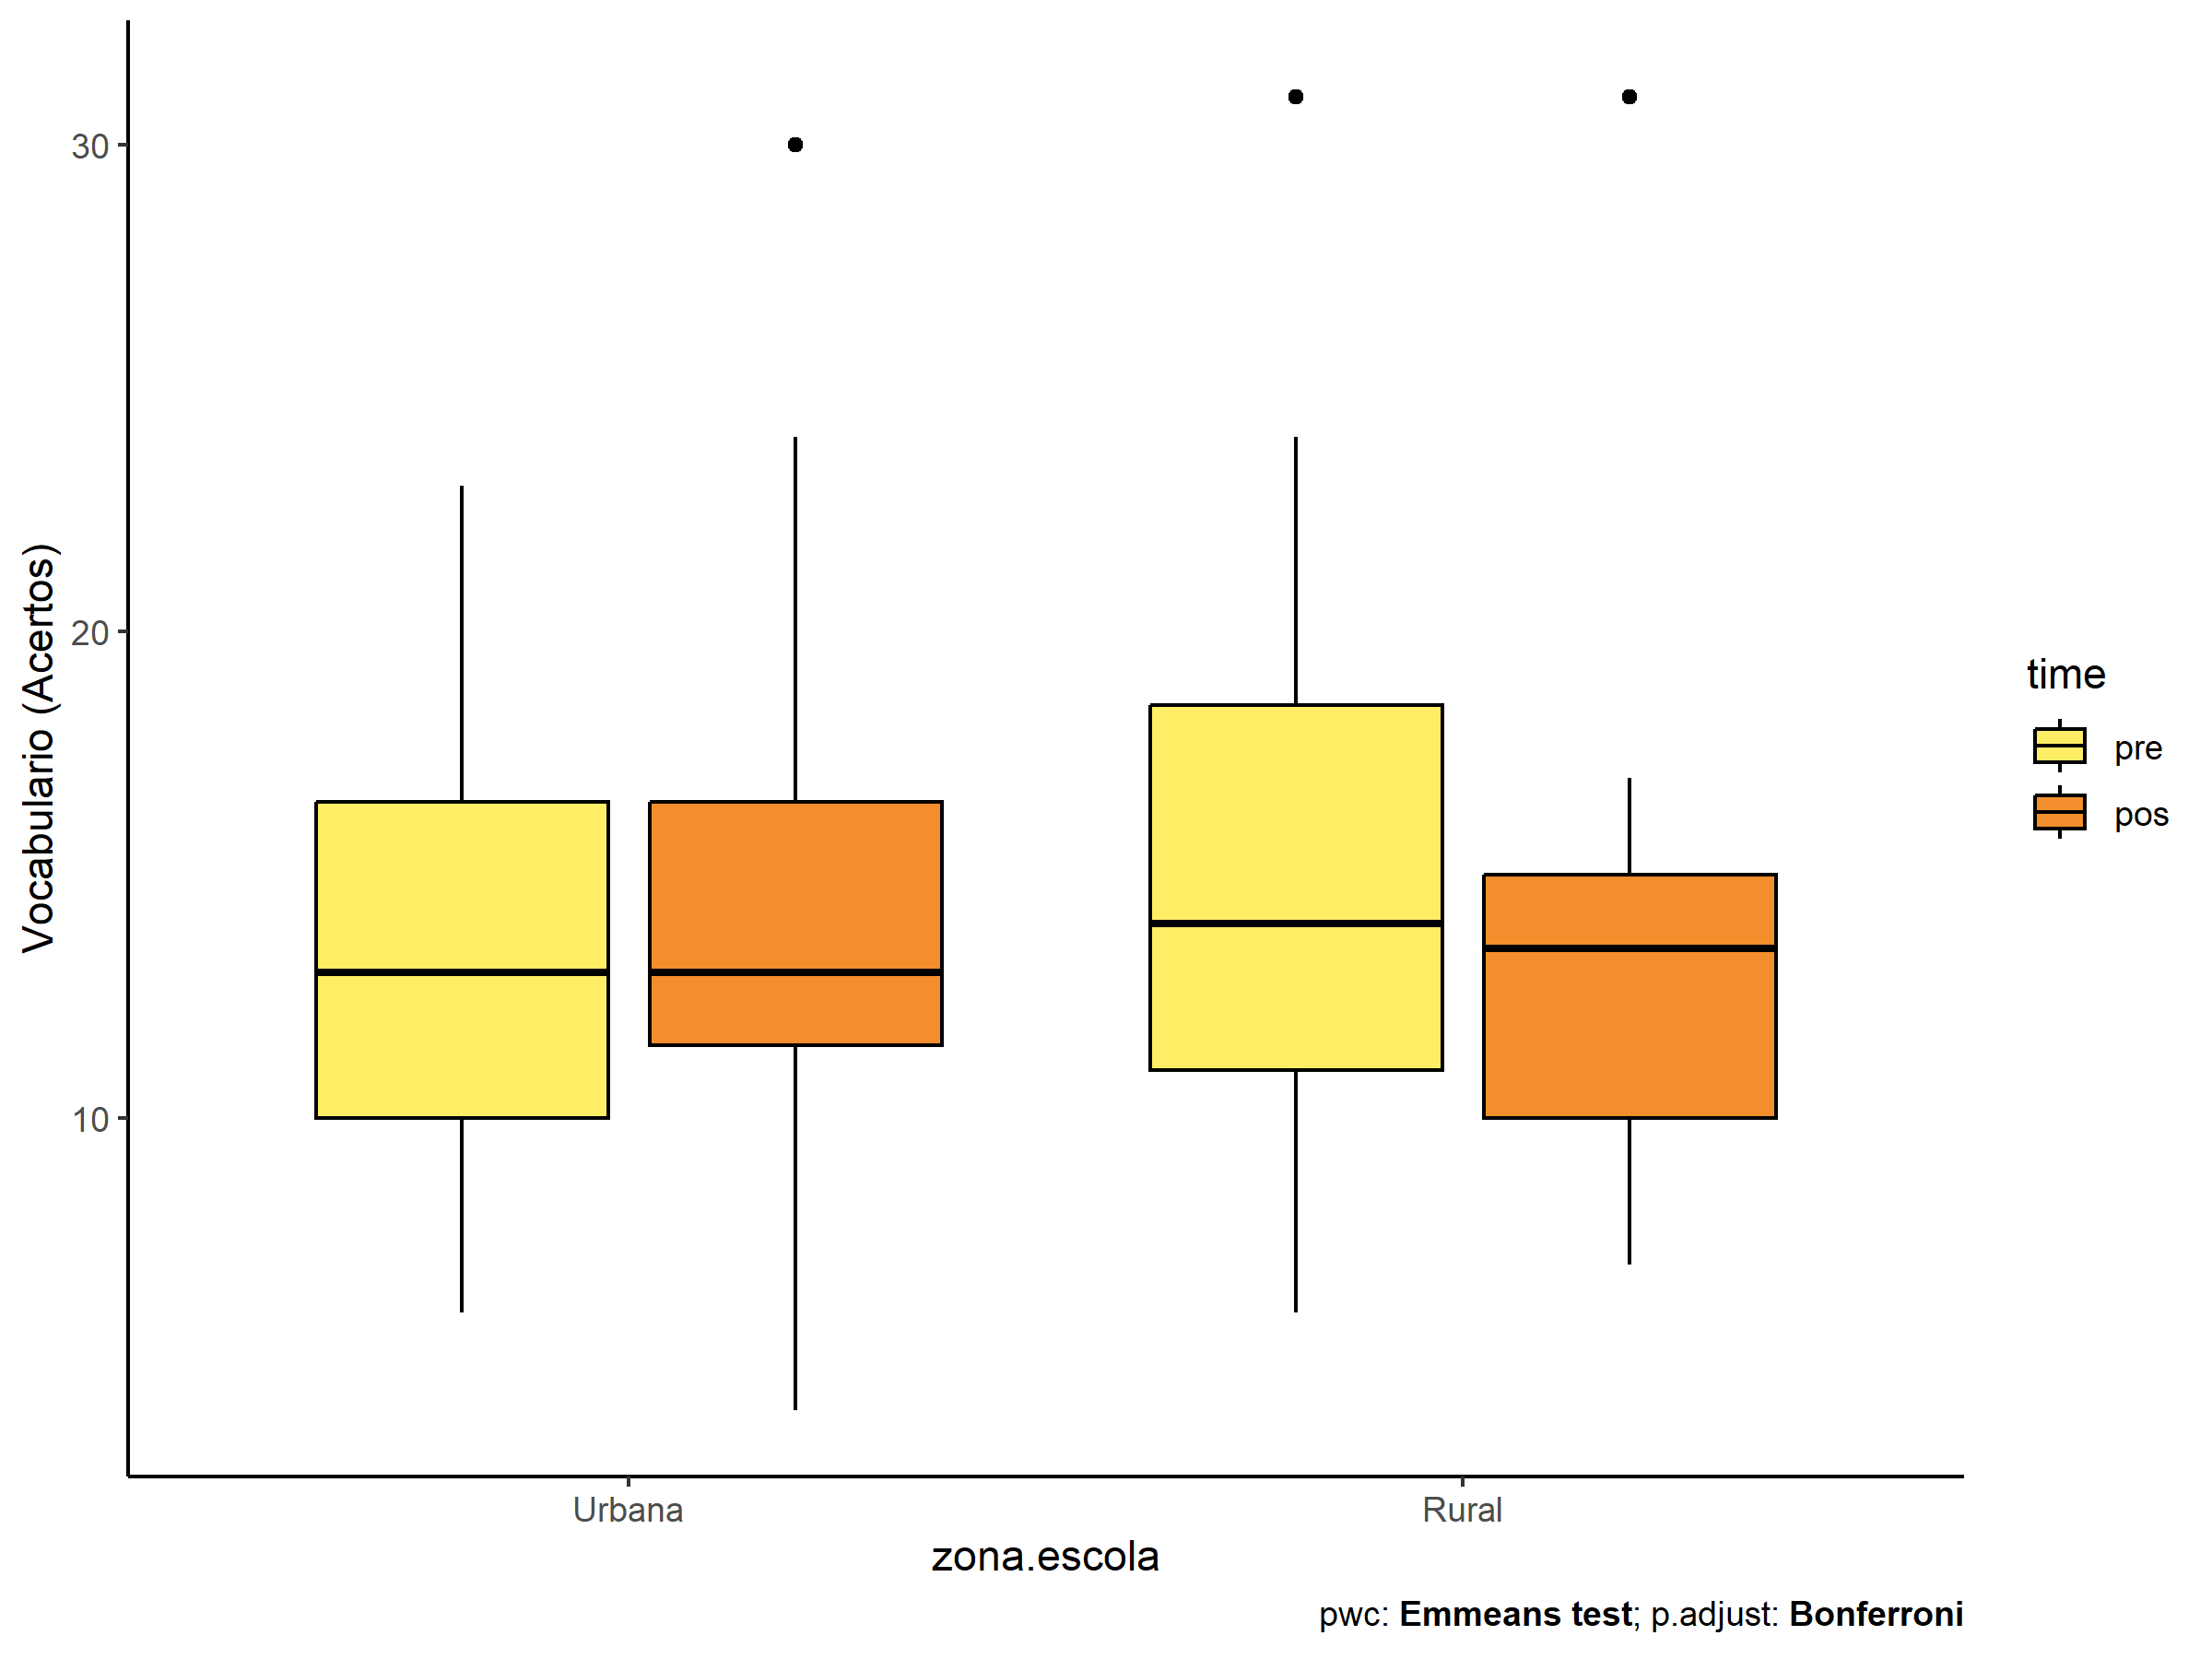 Vocabulario (Acertos)
30
20
10
Urbana
Rural
zona.escola
time
pre
pos
pwc: Emmeans test; p.adjust: Bonferroni